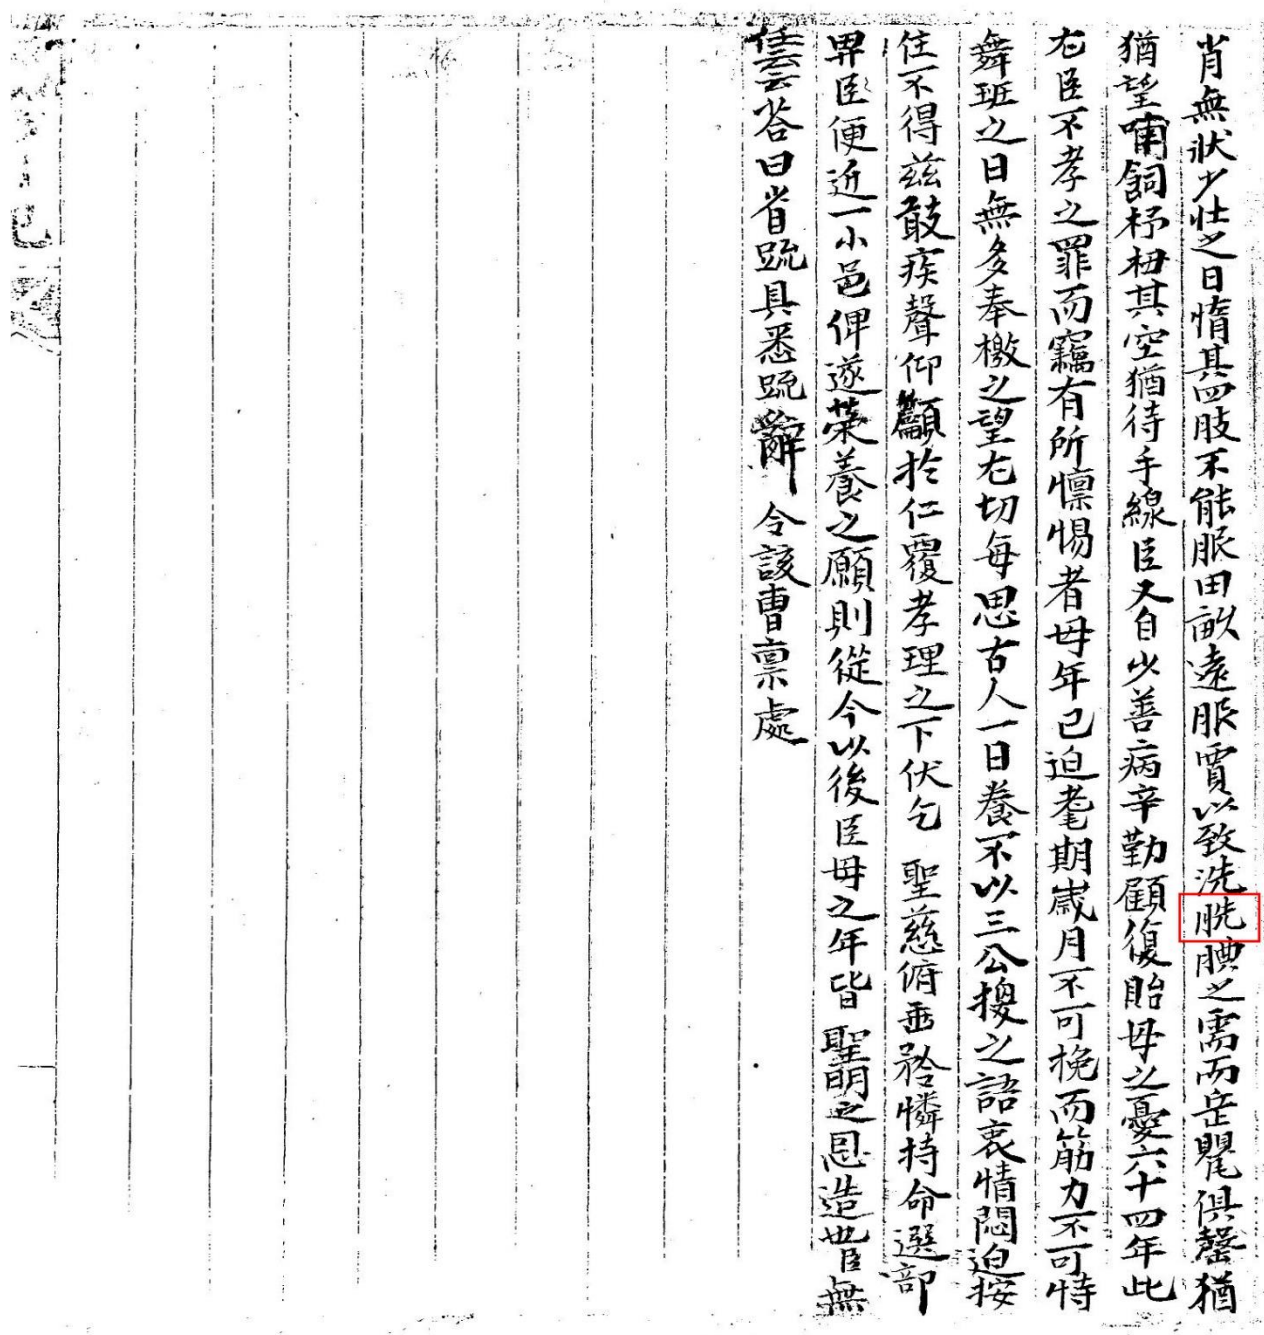 肖無狀少壯之日惰其四肢不能服田畝遠服賈以致洗腆之需而缶罌俱罄猶
猶望哺飼杼柚其空猶待手線臣又自少善病辛勤顧復貽母之憂六十四年此
尤臣不孝之罪而竊有所懍惕者母年已迫耄期歲月不可挽而筋力不可恃
舞班之日無多奉檄之望尤切每思古人一日養不以三公換之語衷情悶迫按
住不得玆敢疾聲仰龥於仁覆孝理之下伏乞 聖慈俯垂矜憐特命選部
畀臣便近一小邑俾遂榮養之願則從今以後臣母之年皆 聖明之恩造也臣無
任云云答曰省疏具悉疏辭 令該曹稟處